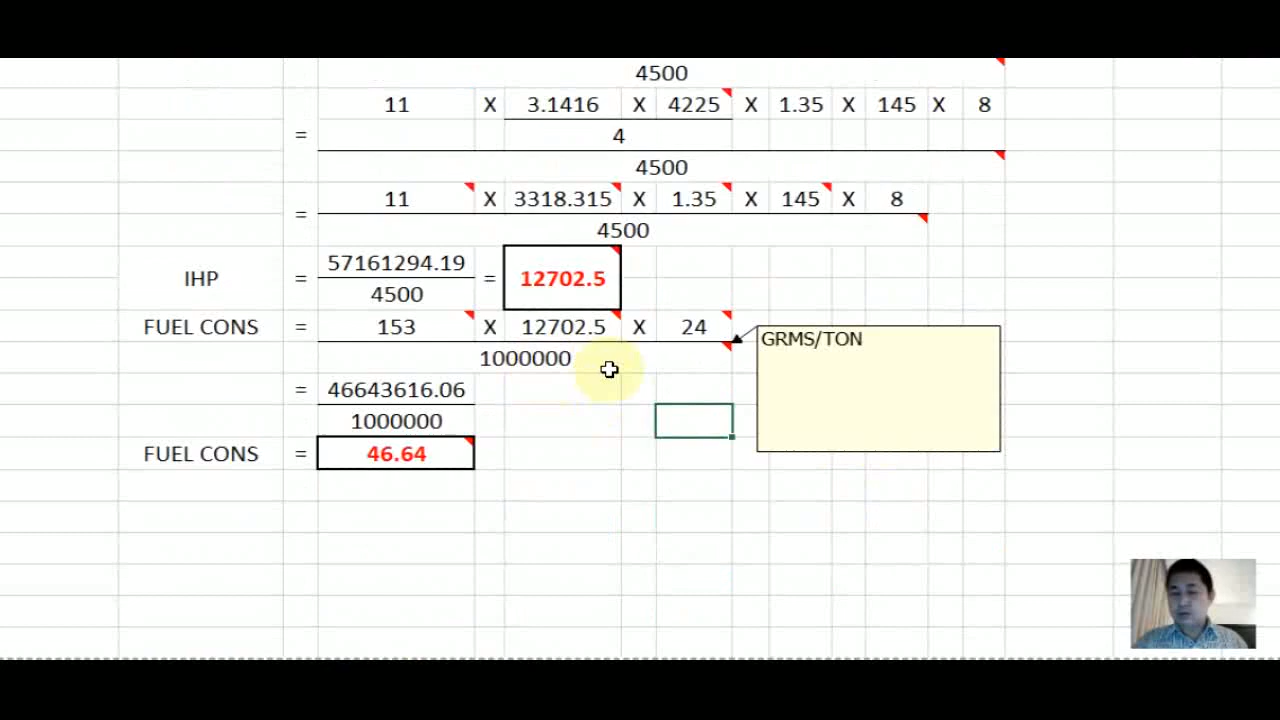 4500
11 X 3.1416 X 4225 X 1.35 X 145 X 8
=
4
4500
11 X 3318.315 X 1.35 X 145 X 8
=
4500
57161294.19
IHP = = 12702.5
4500
FUEL CONS = 153 X 12702.5 X 24
GRMS/TON
1000000
= 46643616.06
1000000
FUEL CONS = 46.64